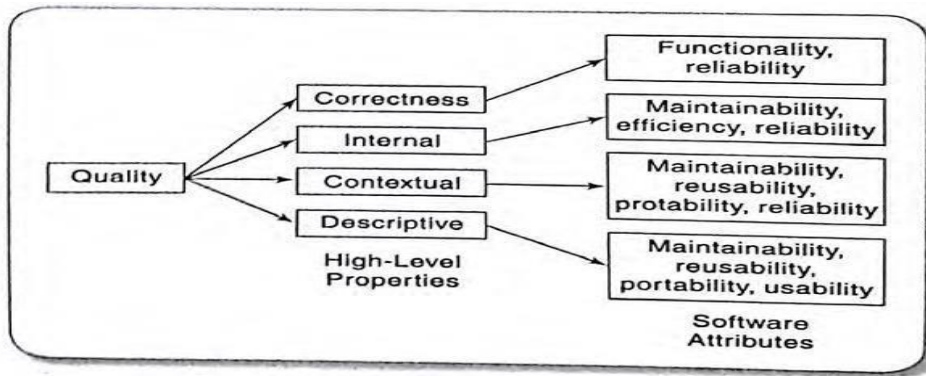 Quality
Correctness
Internal
Contextual
Descriptive
High-Level
Properties
Functionality,
reliability
Maintainability,
efficiency, reliability
Maintainability,
reusability,
protability, reliability
Maintainability,
reusability,
portability, usability
Software
Attributes